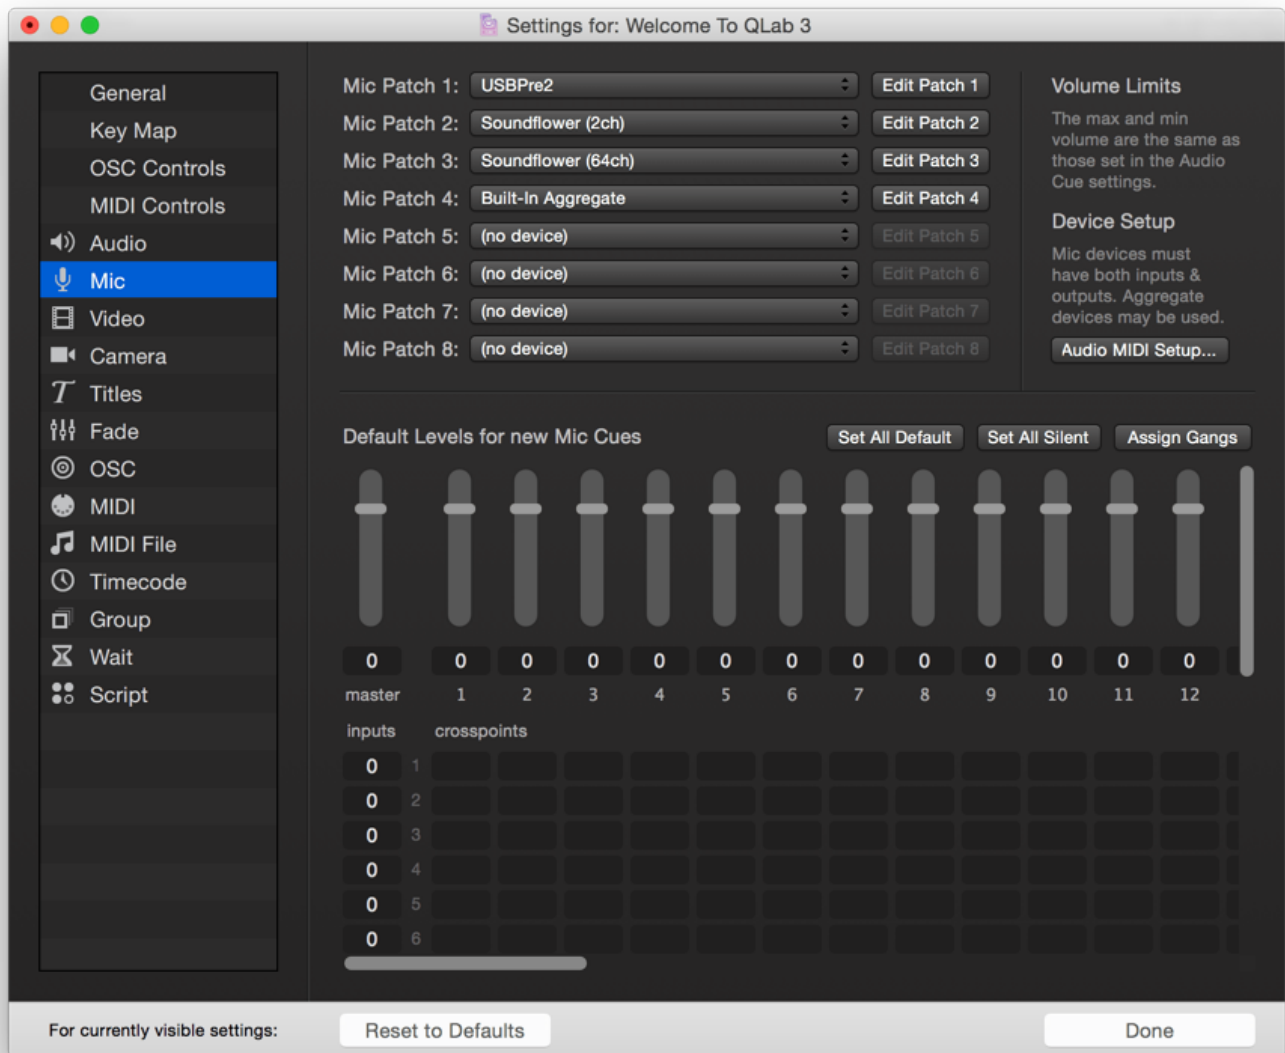 Settings for: Welcome To QLab 3
General
Key Map
OSC Controls
MIDI Controls
Audio
Mic
Video
Camera
Titles
Fade
OSC
MIDI
MIDI File
Timecode
Group
Wait
Script
Mic Patch 1: USBPre2 Edit Patch 1
Mic Patch 2: Soundflower (2ch) Edit Patch 2
Mic Patch 3: Soundflower (64ch) Edit Patch 3
Mic Patch 4: Built-In Aggregate Edit Patch 4
Mic Patch 5: (no device) Edit Patch 5
Mic Patch 6: (no device) Edit Patch 6
Mic Patch 7: (no device) Edit Patch 7
Mic Patch 8: (no device) Edit Patch 8
Volume Limits
The max and min
volume are the same as
those set in the Audio
Cue settings.
Device Setup
Mic devices must
have both inputs &
outputs. Aggregate
devices may be used.
Audio MIDI Setup...
Default Levels for new Mic Cues Set All Default Set All Silent Assign Gangs
0 0 0 0 0 0 0 0 0 0 0 0 0
master 1 2 3 4 5 6 7 8 9 10 11 12
inputs crosspoints
0 1
0 2
0 3
0 4
0 5
0 6
For currently visible settings: Reset to Defaults Done